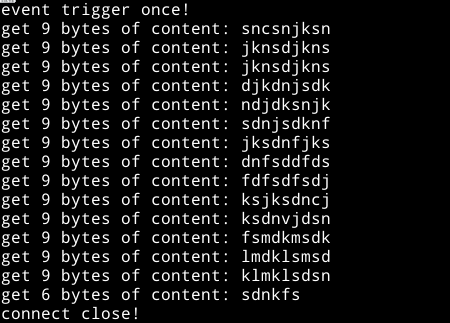 event trigger once!
get 9 bytes of content: sncsnjksn
get 9 bytes of content: jknsdjkns
get 9 bytes of content: jknsdjkns
get 9 bytes of content: djkdnjsdk
get 9 bytes of content: ndjdksnjk
get 9 bytes of content: sdnjsdknf
get 9 bytes of content: jksdnfjks
get 9 bytes of content: dnfsddfds
get 9 bytes of content: fdfsdfsdj
get 9 bytes of content: ksjksdncj
get 9 bytes of content: ksdnvjdsn
get 9 bytes of content: fsmdkmsdk
get 9 bytes of content: lmdklsmsd
get 9 bytes of content: klmklsdsn
get 6 bytes of content: sdnkfs
connect close!